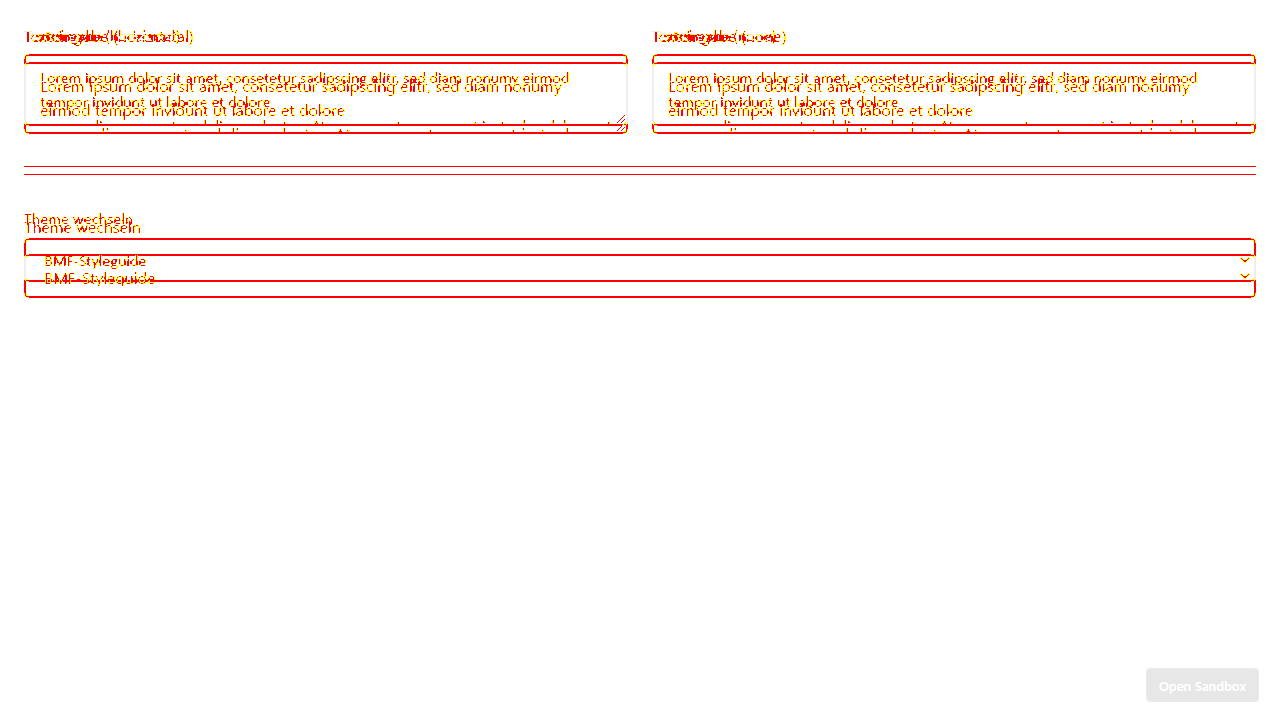 Lorem ipsum dolor sit amet, consetetur sadipscing elitr, sed diam nonumy eirmod
Lorem ipsum dolor sit amet, consetetur sadipscing elitr, sed diam nonumy
tempor invidunt ut labore et dolore
eirmod tempor invidunt ut labore et dolore
Lorem ipsum dolor sit amet, consetetur sadipscing elitr, sed diam nonumy eirmod
Lorem ipsum dolor sit amet, consetetur sadipscing elitr, sed diam nonumy
tempor invidunt ut labore et dolore
eirmod tempor invidunt ut labore et dolore
Theme wechseln
Theme wechseln
BMF-Styleguide
BMF-Styleguide
Open Sandbox